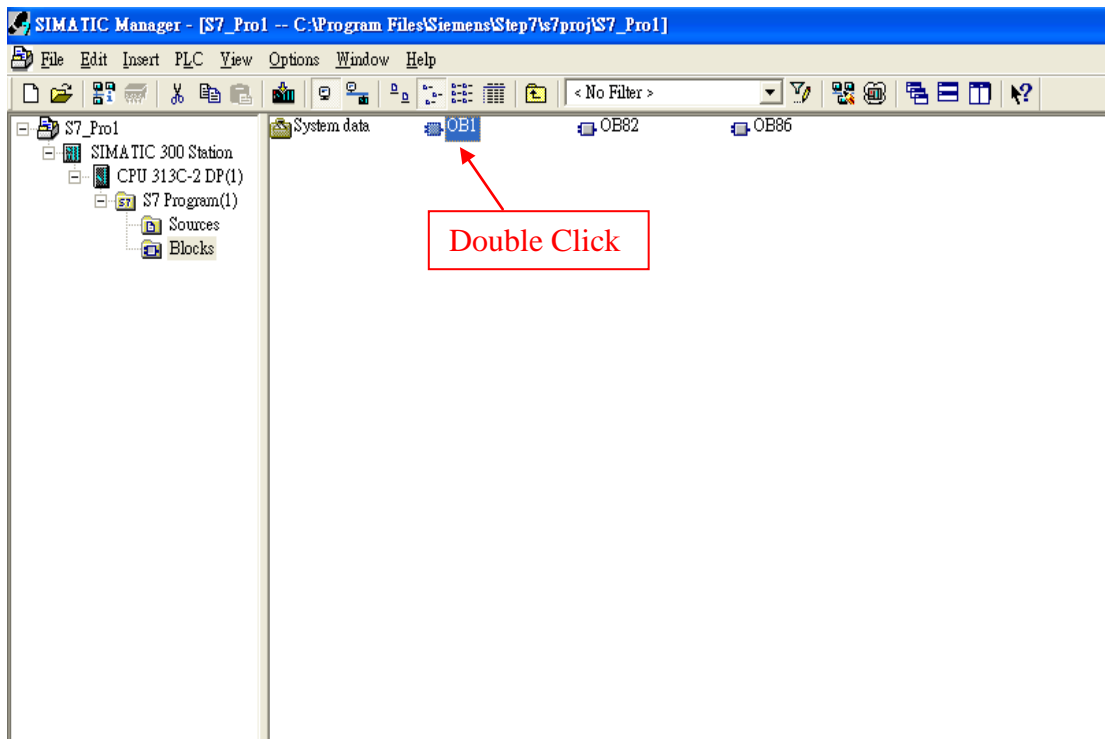 SIMATIC Manager - [S7_Pro1 -- C:\Program Files\Siemens\Step7\s7proj\S7_Pro1]
File Edit Insert PLC View Options Window Help
< No Filter >
S7_Pro1
SIMATIC 300 Station
CPU 313C-2 DP(1)
S7 Program(1)
Sources
Blocks
System data OB1 OB82 OB86
Double Click